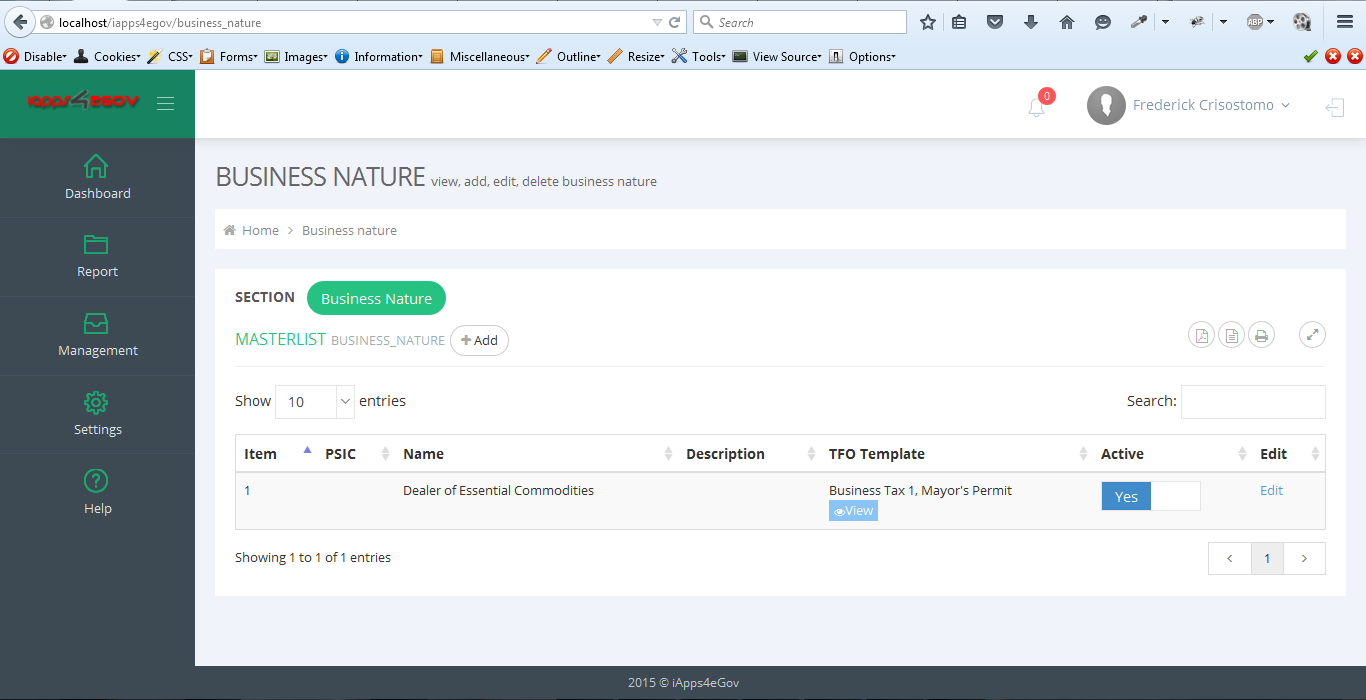 localhost/iapps4egov/business_nature
Search
ABP
Disable
Cookies
CSS
Forms
Images
Information
Miscellaneous
Outline
Resize
Tools
View Source
Options
iapps4EGOV
0
Frederick Crisostomo
Dashboard
Report
Management
Settings
Help
BUSINESS NATURE view, add, edit, delete business nature
Home > Business nature
SECTION Business Nature
MASTERLIST BUSINESS_NATURE + Add
Show 10 entries
Search:
Item PSIC Name Description TFO Template Active Edit
1 Dealer of Essential Commodities Business Tax 1, Mayor's Permit Yes Edit
View
Showing 1 to 1 of 1 entries
< 1 >
2015 © iApps4eGov